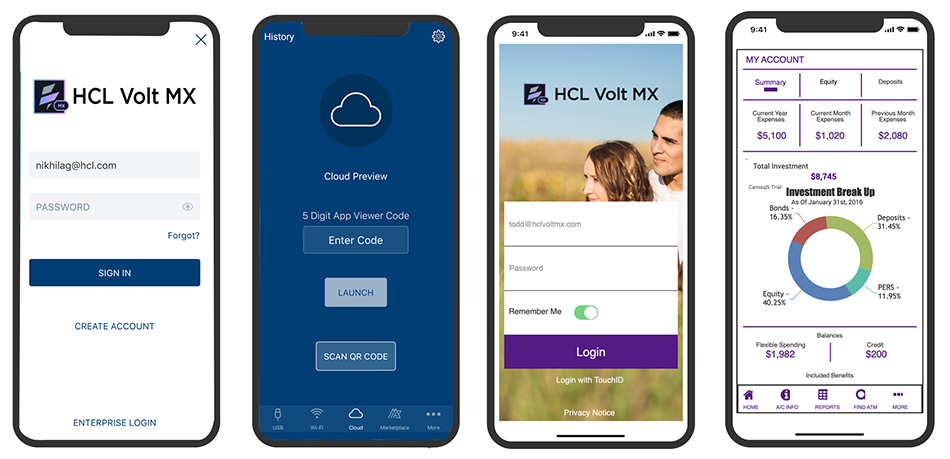 HCL Volt MX
MX
nikhilag@hcl.com
PASSWORD
Forgot?
SIGN IN
CREATE ACCOUNT
ENTERPRISE LOGIN
History
Cloud Preview
5 Digit App Viewer Code
Enter Code
LAUNCH
SCAN QR CODE
USB Wi-Fi Cloud Marketplace More
9:41
HCL Volt MX
MX
todd@hclvoltmx.com
Password
Remember Me
Login
Login with TouchID
Privacy Notice
9:41
MY ACCOUNT
Summary Equity Deposits
Current Year Current Month Previous Month
Expenses Expenses Expenses
$5,100 $1,020 $2,080
Total Investment
$8,745
CanvasJS Trial
Investment Break Up
As Of January 31st, 2016
Bonds -
16.35%
Deposits -
31.45%
Equity -
40.25%
PERS -
11.95%
Balances
Flexible Spending Credit
$1,982 $200
Included Benefits
HOME A/C INFO REPORTS FIND ATM MORE